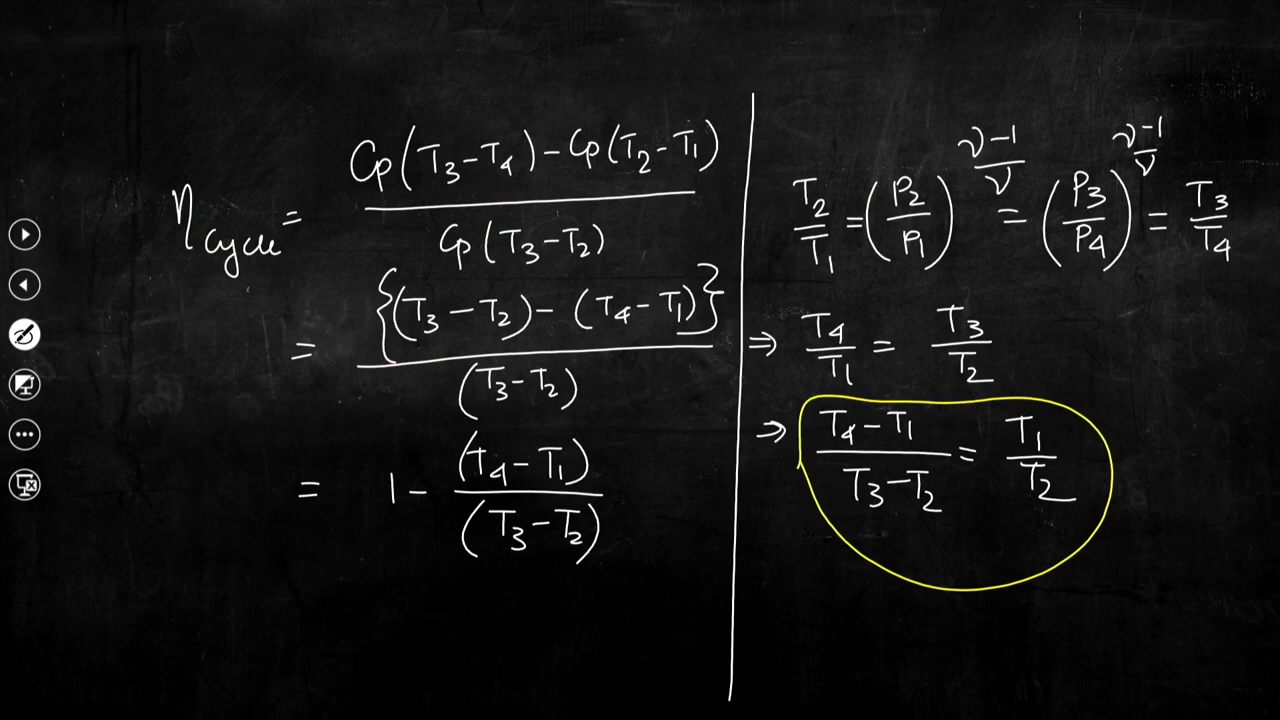 η cycle = (Cp(T₃-T₄)-Cp(T₂-T₁)) / (Cp(T₃-T₂))
= {(T₃-T₂)-(T₄-T₁)} / (T₃-T₂)
= 1 - (T₄-T₁) / (T₃-T₂)
T₂/T₁ = (P₂/P₁)^(ν-1/ν) = (P₃/P₄)^(ν-1/ν) = T₃/T₄
⇒ T₄/T₁ = T₃/T₂
⇒ (T₄-T₁)/(T₃-T₂) = T₁/T₂